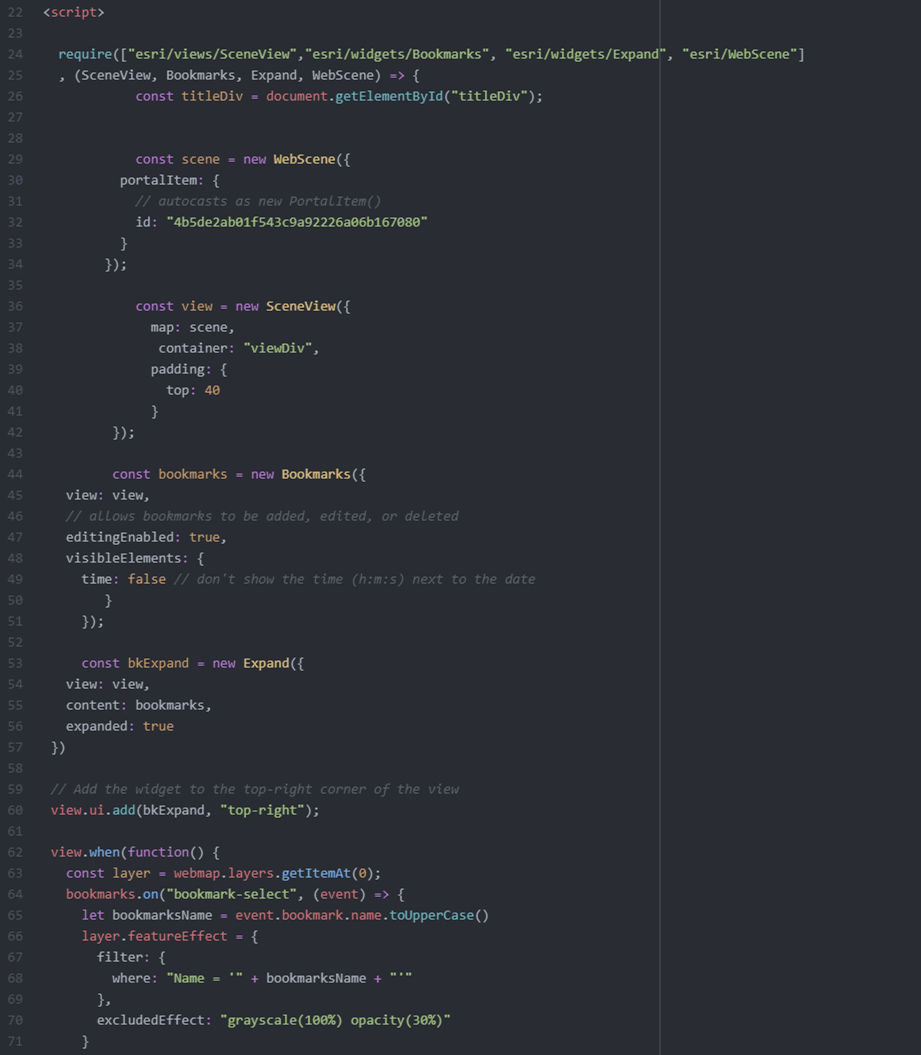 22 <script>
23
24   require(["esri/views/SceneView","esri/widgets/Bookmarks", "esri/widgets/Expand", "esri/WebScene"]
25   , (SceneView, Bookmarks, Expand, WebScene) => {
26             const titleDiv = document.getElementById("titleDiv");
27
28
29             const scene = new WebScene({
30           portalItem: {
31             // autocasts as new PortalItem()
32             id: "4b5de2ab01f543c9a92226a06b167080"
33           }
34         });
35
36             const view = new SceneView({
37               map: scene,
38                container: "viewDiv",
39               padding: {
40                 top: 40
41               }
42          });
43
44          const bookmarks = new Bookmarks({
45    view: view,
46    // allows bookmarks to be added, edited, or deleted
47    editingEnabled: true,
48    visibleElements: {
49      time: false // don't show the time (h:m:s) next to the date
50         }
51      });
52
53      const bkExpand = new Expand({
54    view: view,
55    content: bookmarks,
56    expanded: true
57  })
58
59  // Add the widget to the top-right corner of the view
60  view.ui.add(bkExpand, "top-right");
61
62  view.when(function() {
63    const layer = webmap.layers.getItemAt(0);
64    bookmarks.on("bookmark-select", (event) => {
65      let bookmarksName = event.bookmark.name.toUpperCase()
66      layer.featureEffect = {
67        filter: {
68          where: "Name = '" + bookmarksName + "'"
69        },
70        excludedEffect: "grayscale(100%) opacity(30%)"
71      }